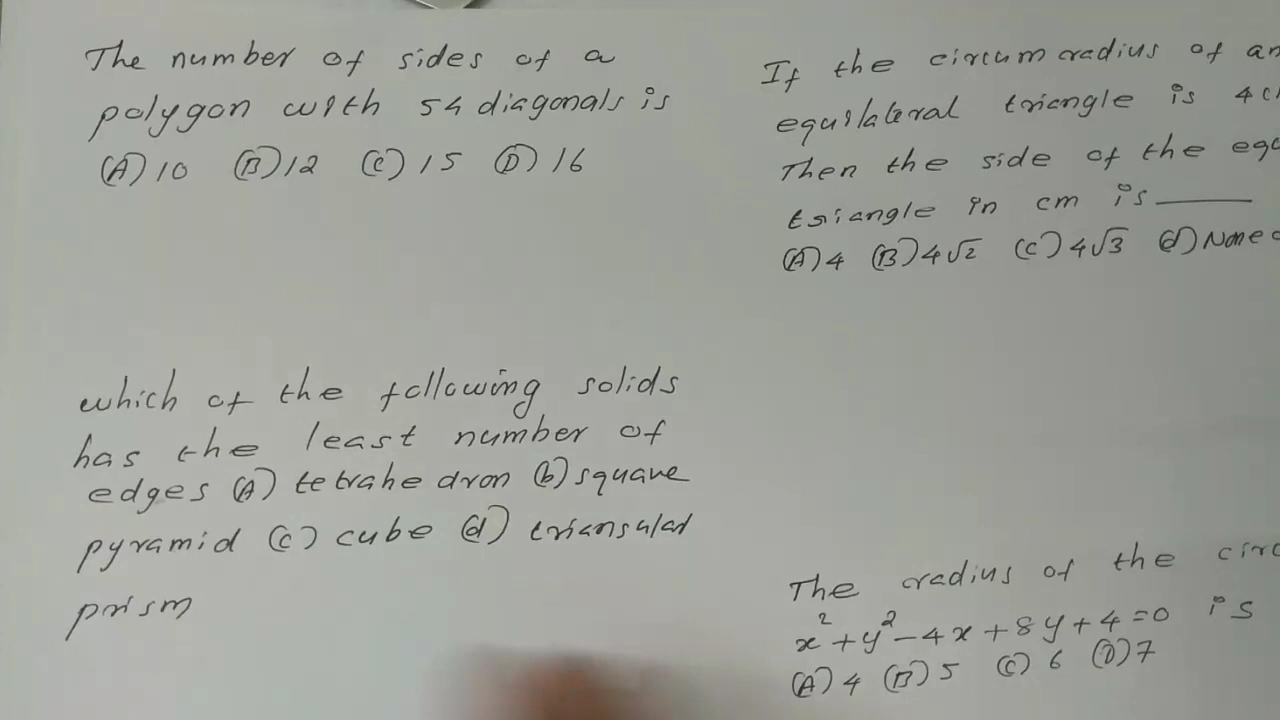 The number of sides of a
polygon with 54 diagonals is
(A) 10 (B) 12 (C) 15 (D) 16
If the circumradius of an
equilateral triangle is 4
Then the side of the
triangle in cm is ____
(A) 4 (B) 4√2 (C) 4√3 (d) None
which of the following solids
has the least number of
edges (A) tetrahedron (b) square
pyramid (c) cube (d) triansulad
prism
The radius of the
x²+y²-4x+8y+4=0 is
(A) 4 (B) 5 (C) 6 (D) 7